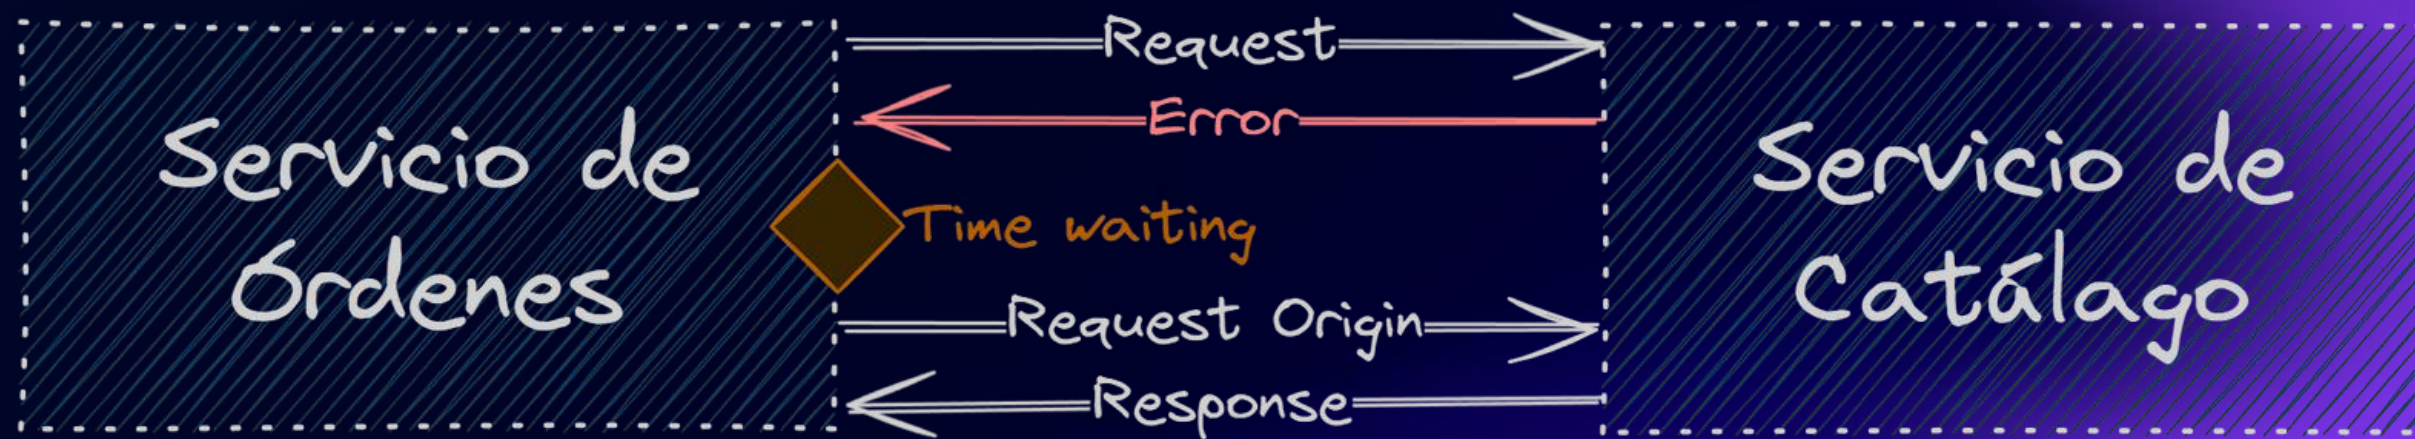 Servicio de
Órdenes
Request
Error
Time waiting
Request Origin
Response
Servicio de
Catálago